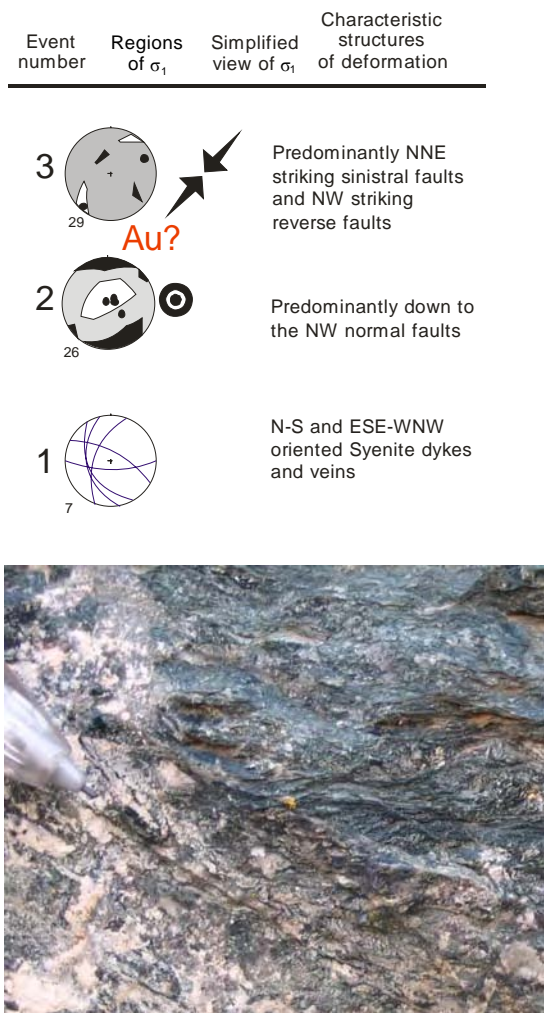 Event number
Regions of σ1
Simplified view of σ1
Characteristic structures of deformation
3
29
Predominantly NNE
striking sinistral faults
and NW striking
reverse faults
Au?
2
26
Predominantly down to
the NW normal faults
1
7
N-S and ESE-WNW
oriented Syenite dykes
and veins